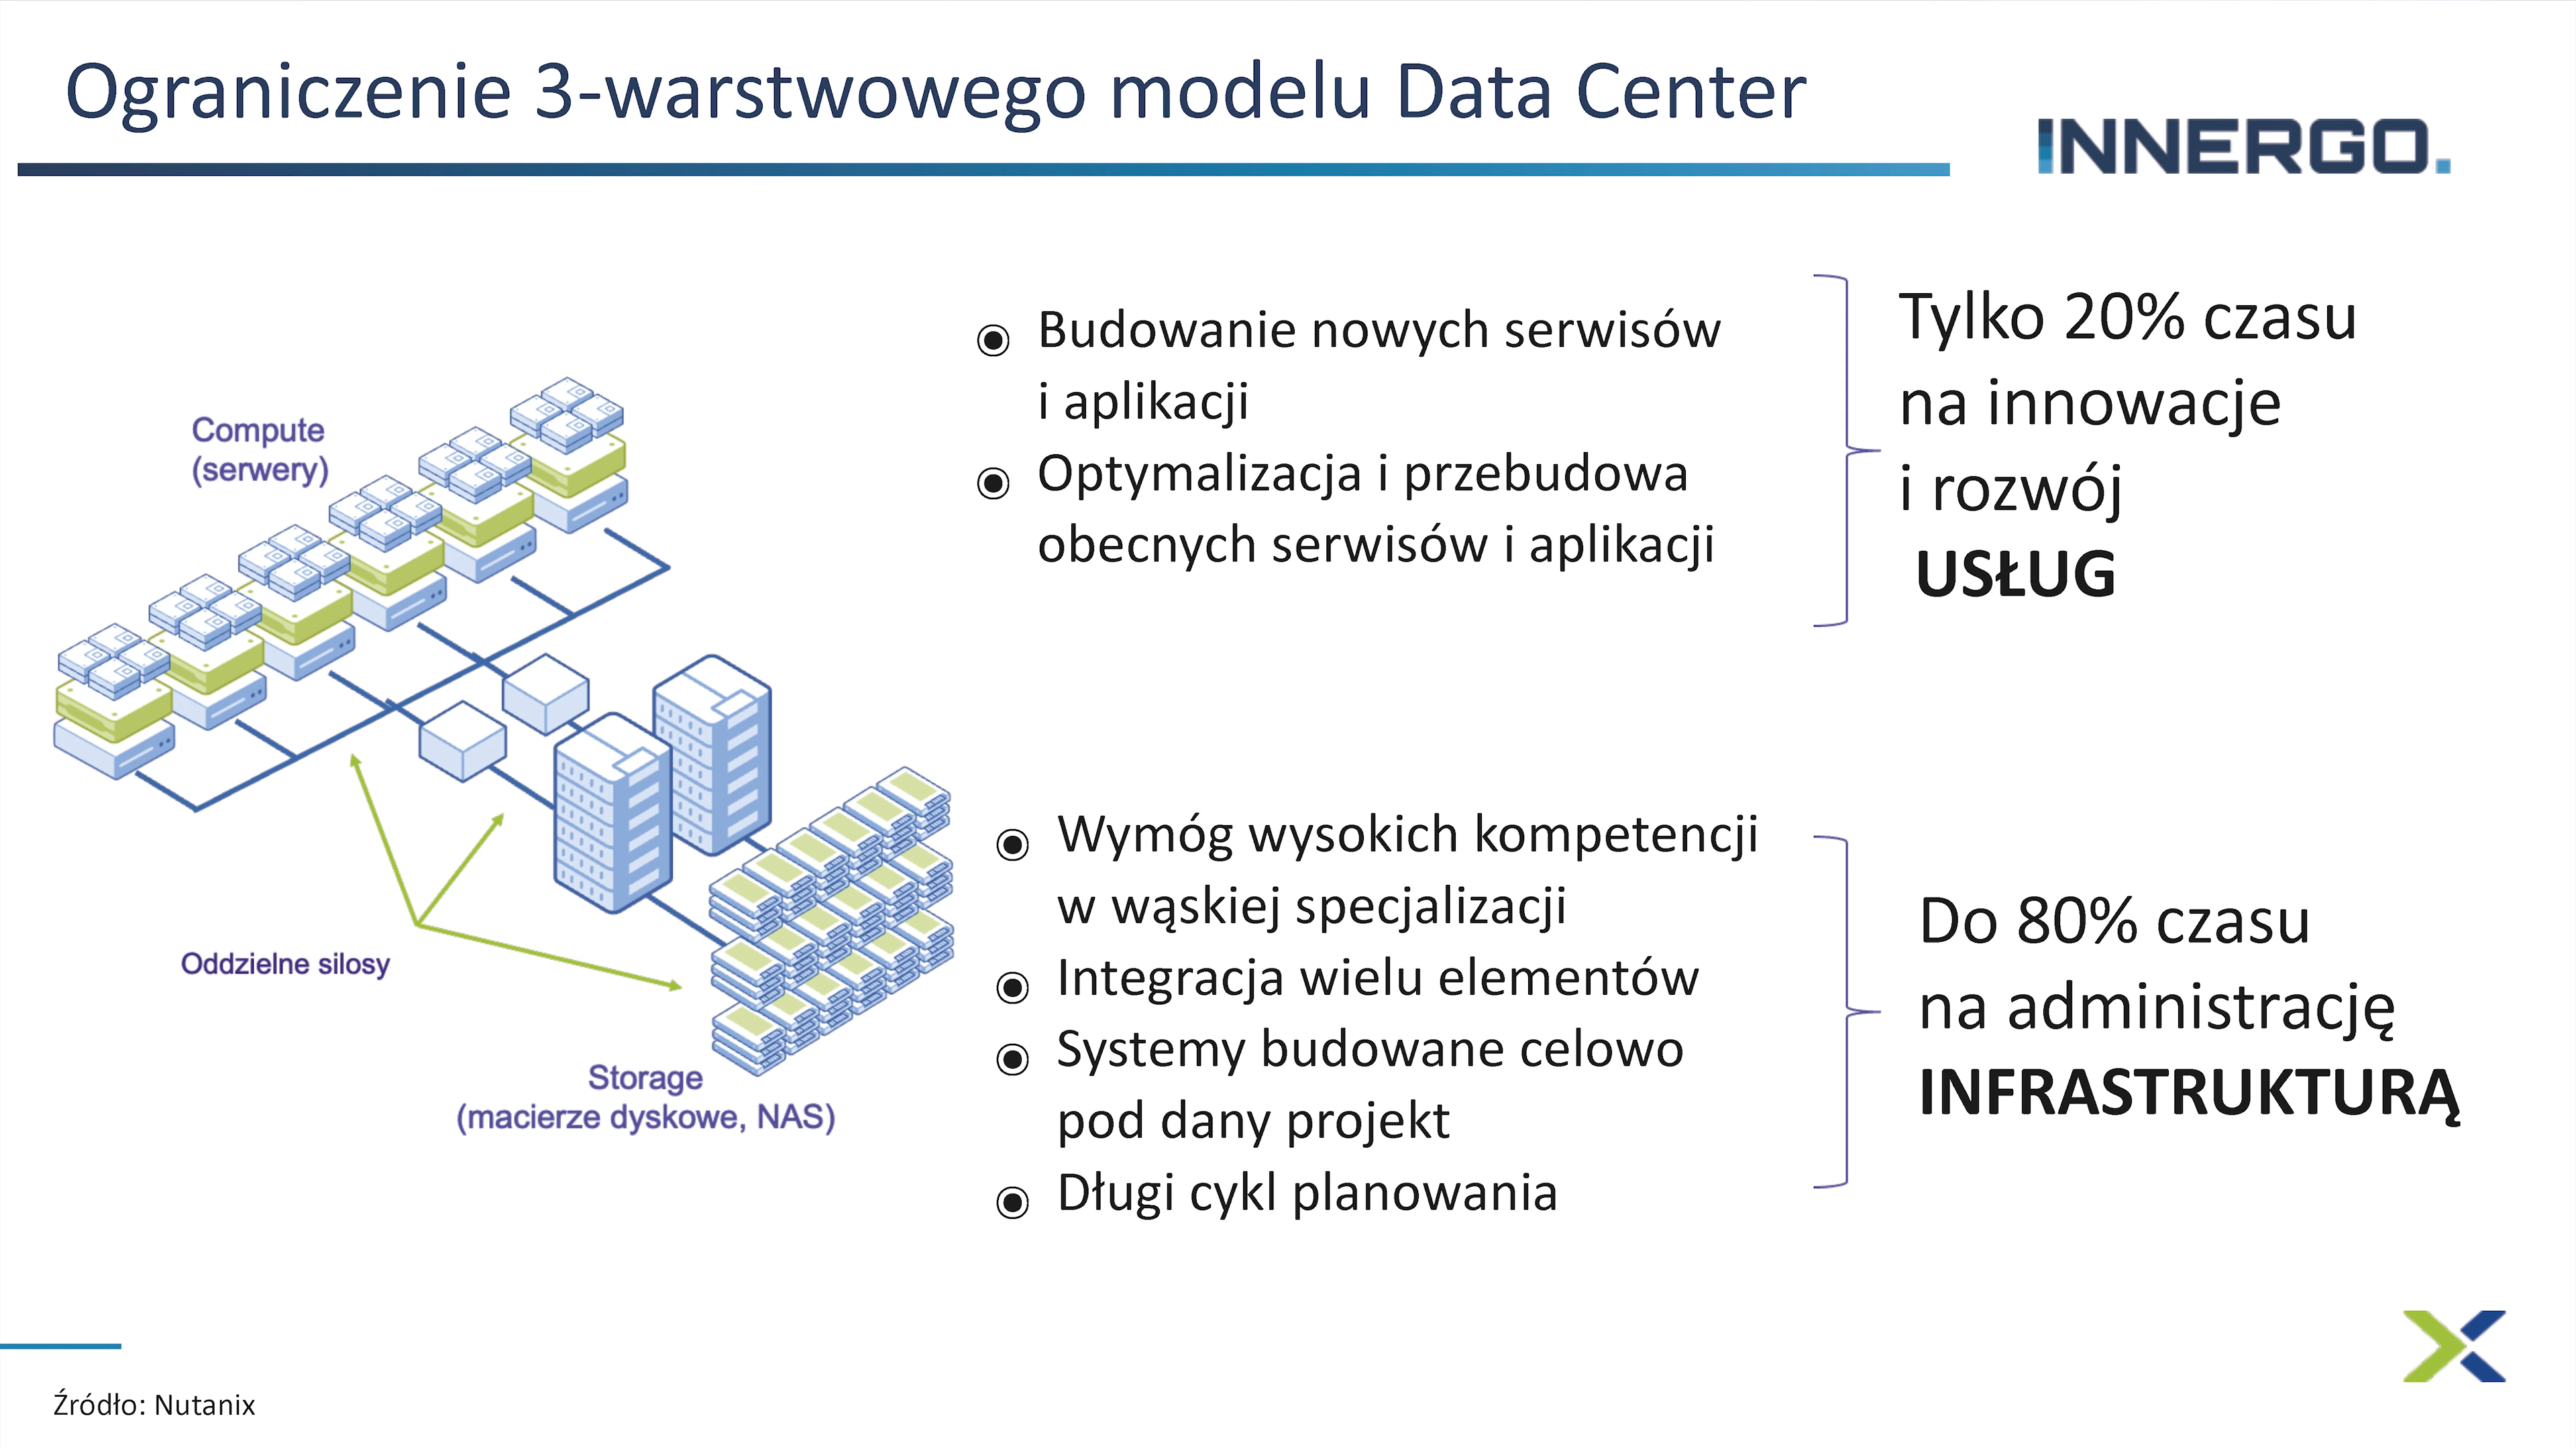 Ograniczenie 3-warstwowego modelu Data Center
INNERGO.
Compute
(serwery)
Oddzielne silosy
Storage
(macierze dyskowe, NAS)
Budowanie nowych serwisów
i aplikacji
Optymalizacja i przebudowa
obecnych serwisów i aplikacji
Tylko 20% czasu
na innowacje
i rozwój
USŁUG
Wymóg wysokich kompetencji
w wąskiej specjalizacji
Integracja wielu elementów
Systemy budowane celowo
pod dany projekt
Długi cykl planowania
Do 80% czasu
na administrację
INFRASTRUKTURĄ
Źródło: Nutanix